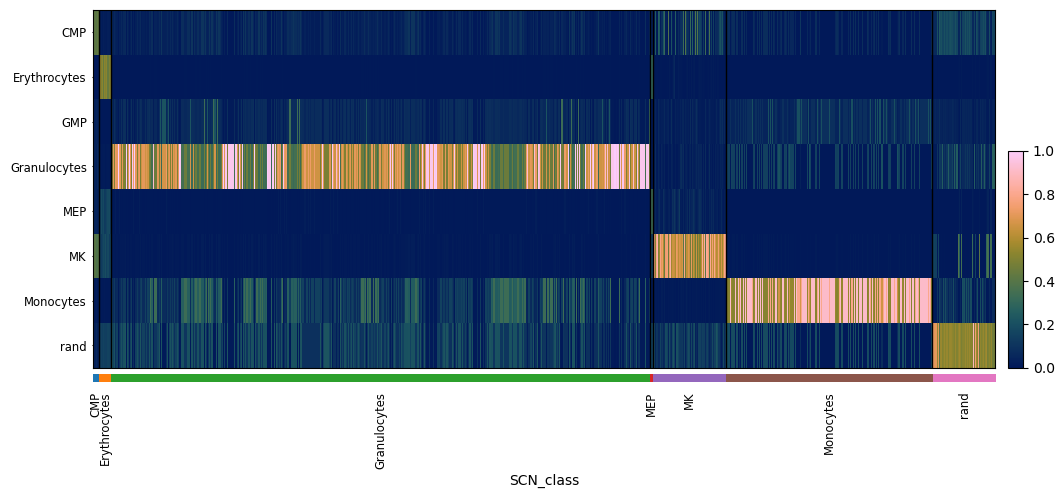 CMP
Erythrocytes
GMP
Granulocytes
MEP
MK
Monocytes
rand
1.0
0.8
0.6
0.4
0.2
0.0
CMP
Erythrocytes
Granulocytes
MEP
MK
Monocytes
rand
SCN_class